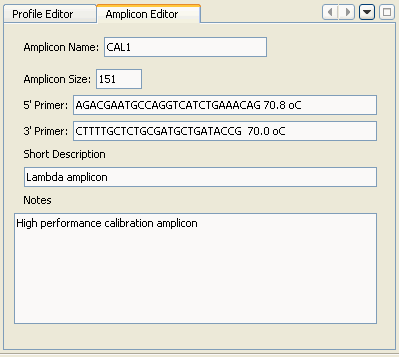 Profile Editor Amplicon Editor
Amplicon Name: CAL1
Amplicon Size: 151
5' Primer: AGACGAATGCCAGGTCATCTGAAACAG 70.8 oC
3' Primer: CTTTTGCTCTGCGATGCTGATACCG 70.0 oC
Short Description
Lambda amplicon
Notes
High performance calibration amplicon